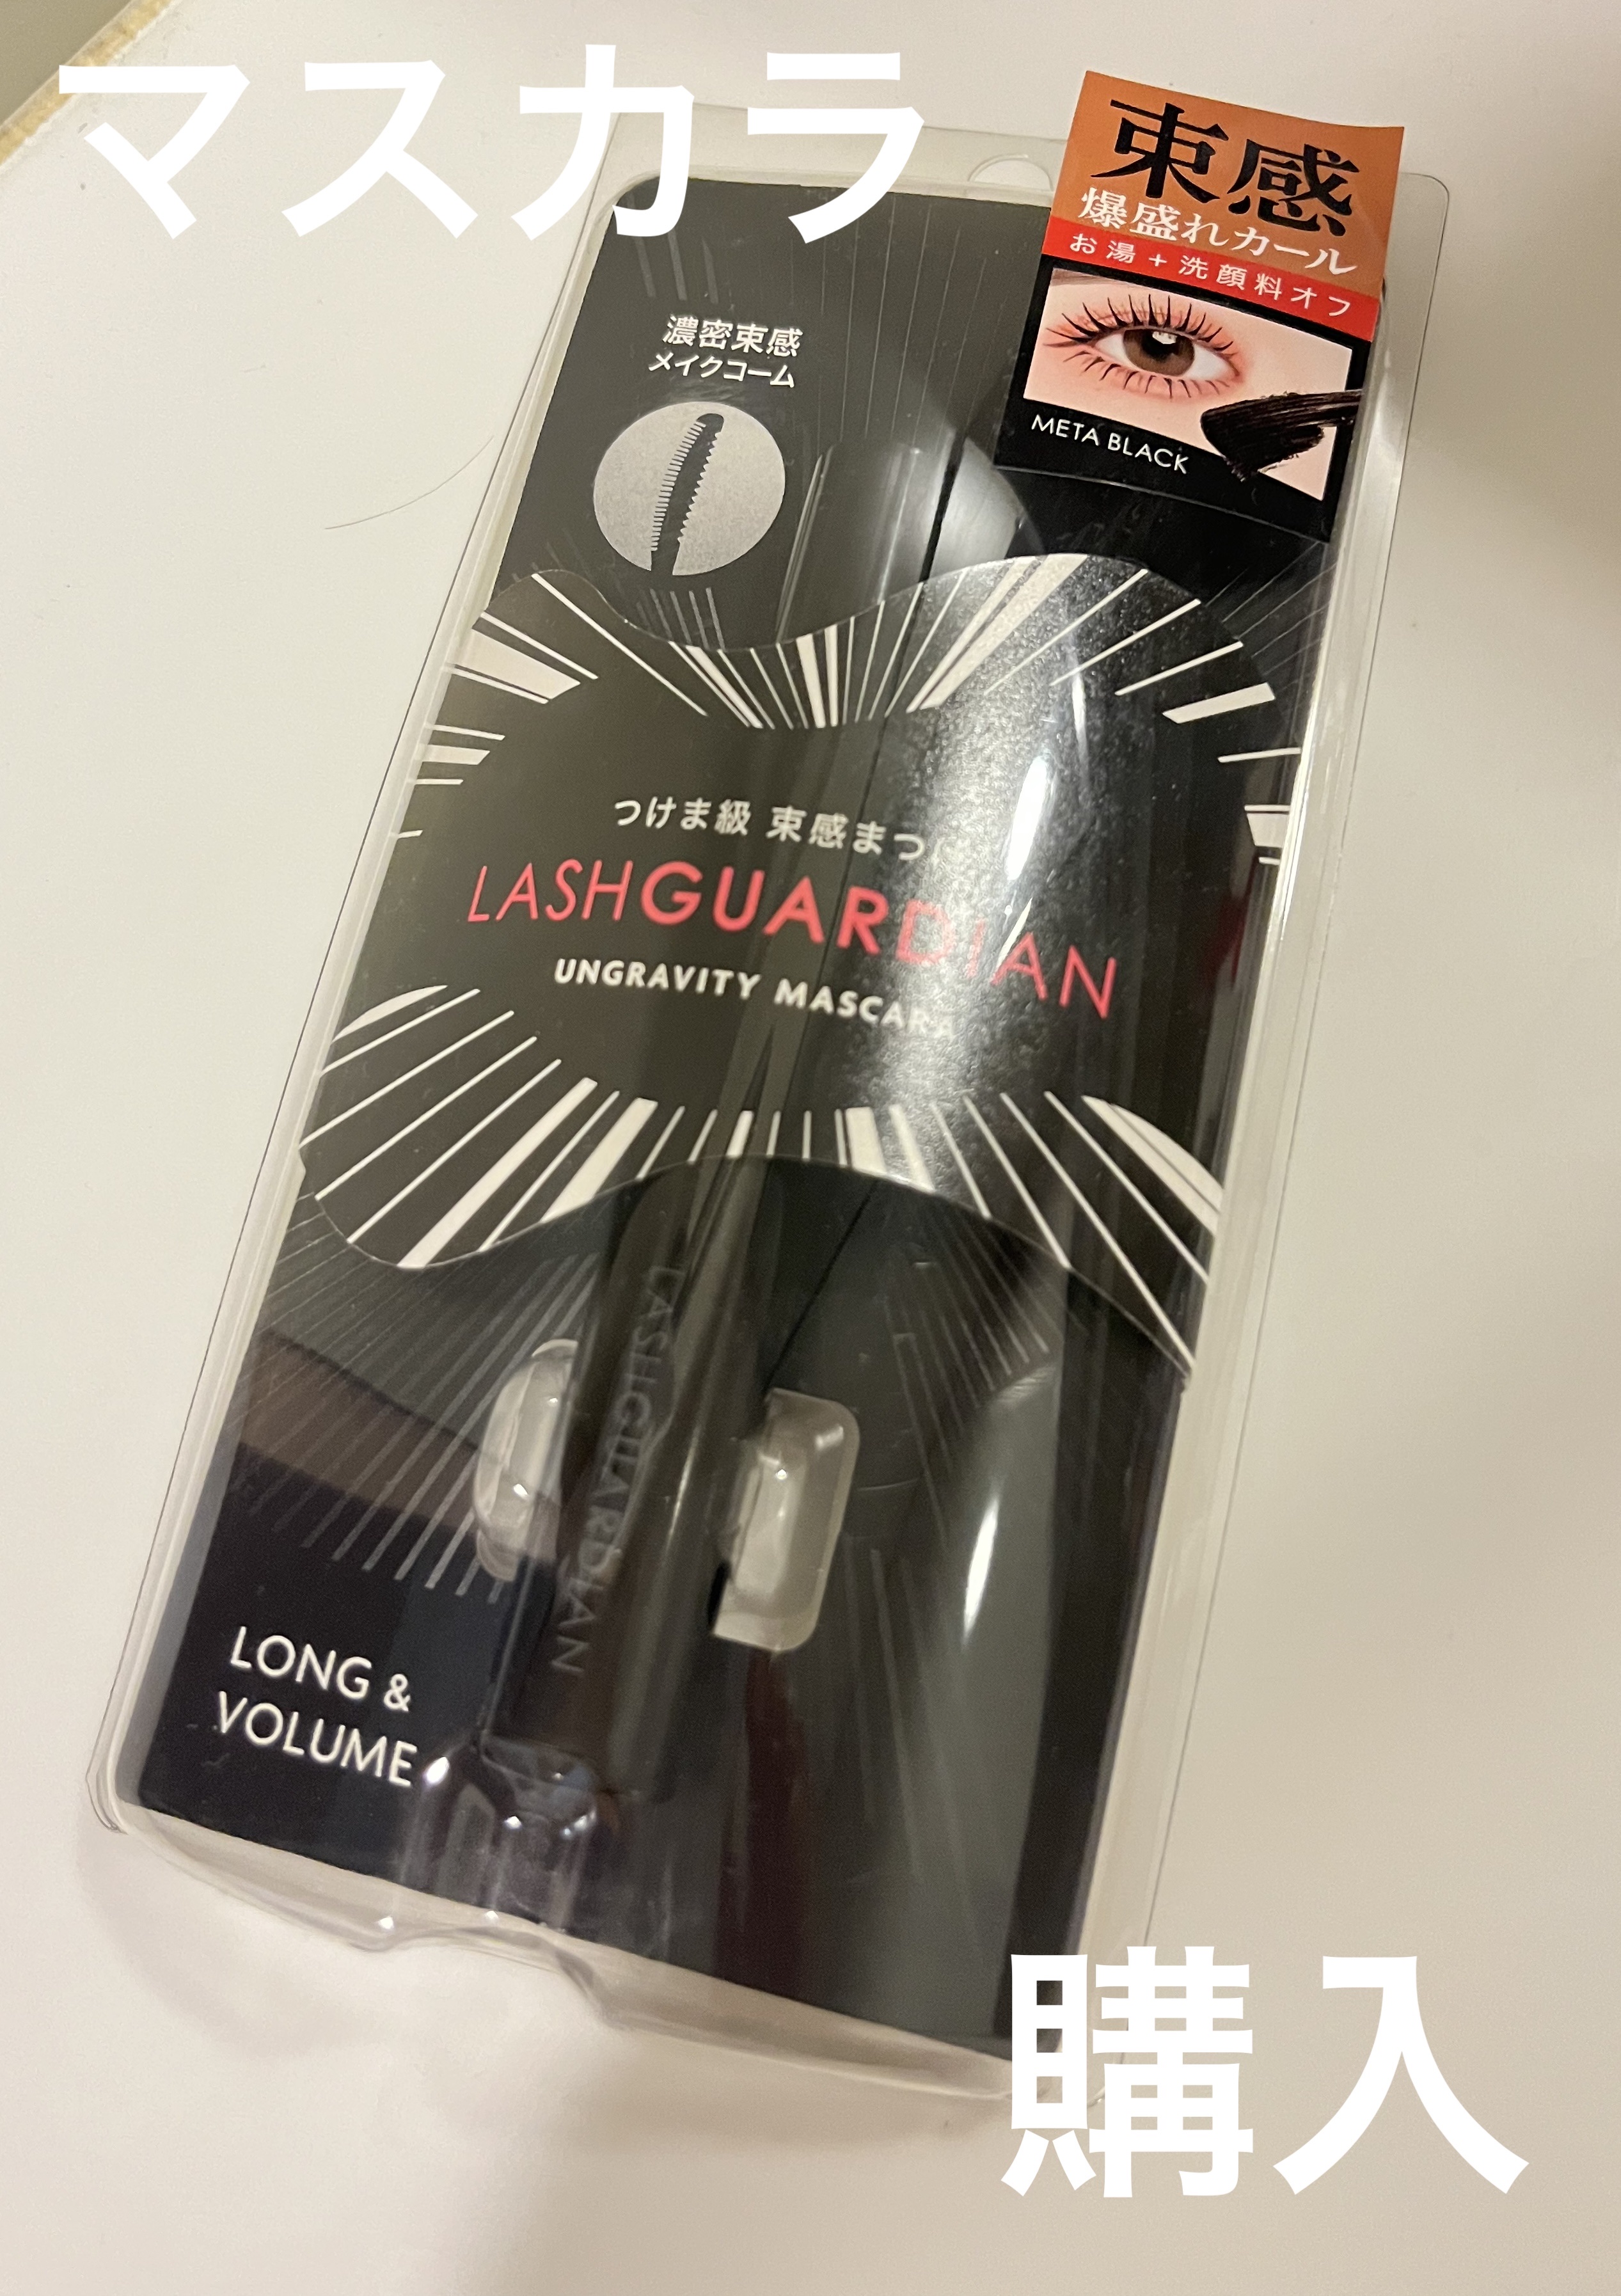 マスカラ
束感
爆盛れカール
お湯+洗顔料オフ
META BLACK
濃密束感
メイクコーム
つけま級 束感まつ
LASHGUARDIAN
UNGRAVITY MASCARA
LASHGUARDIAN
LONG &
VOLUME
購入